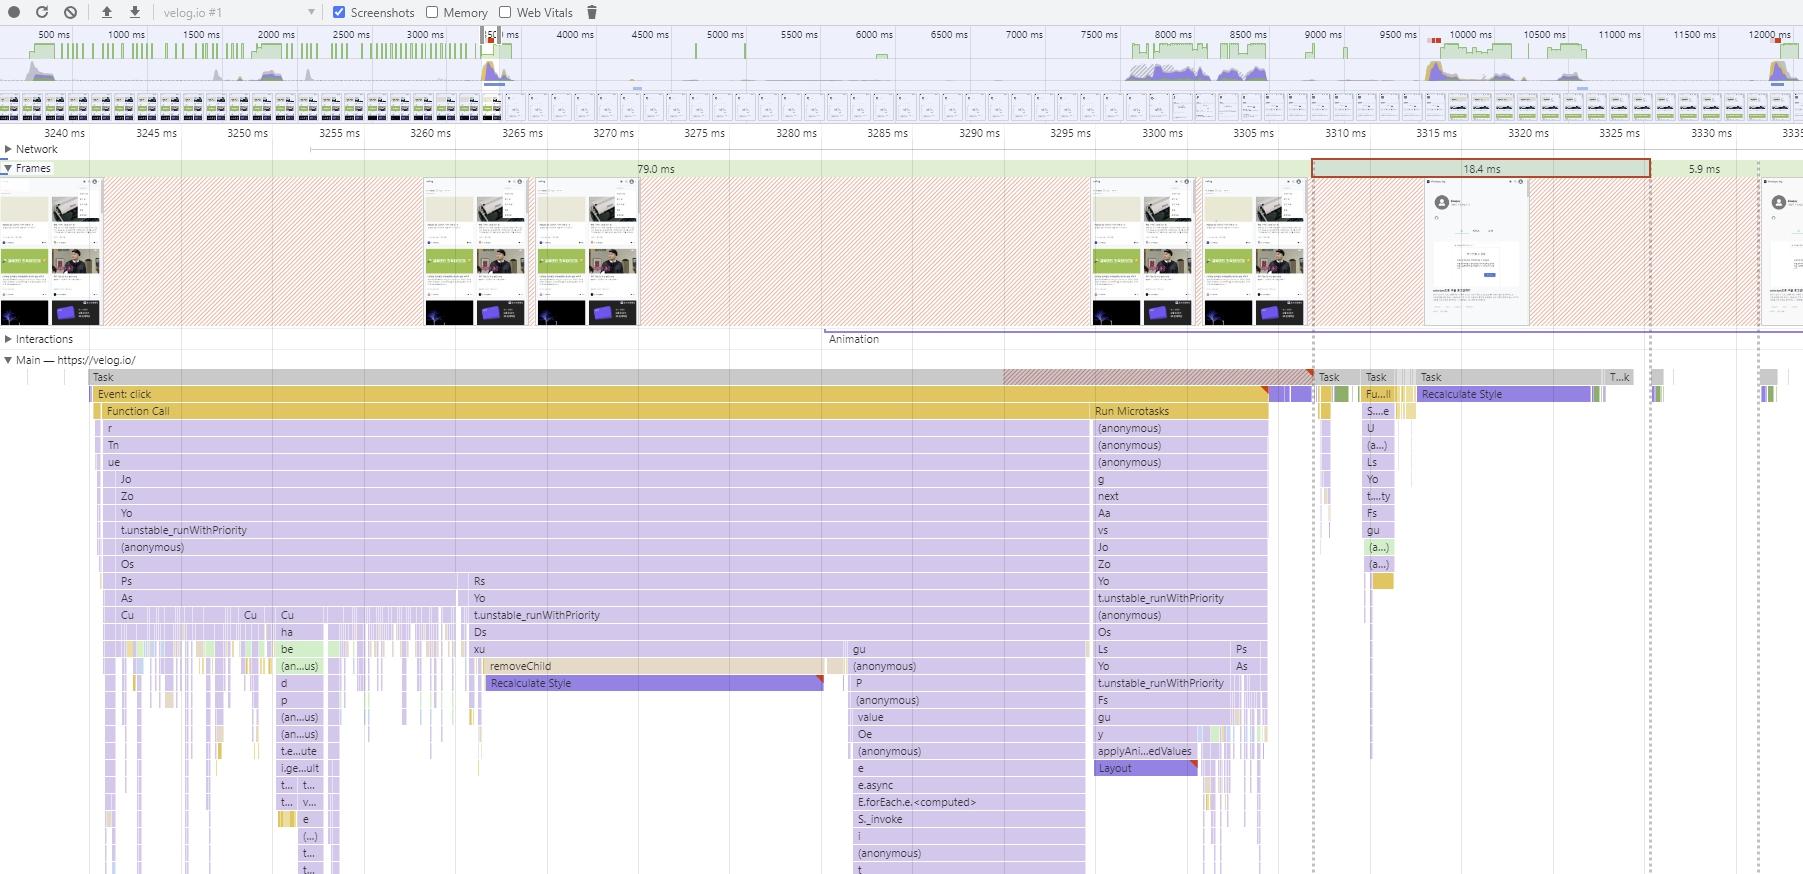 velog.io #1 Screenshots Memory Web Vitals
500 ms 1000 ms 1500 ms 2000 ms 2500 ms 3000 ms 4000 ms 4500 ms 5000 ms 5500 ms 6000 ms 6500 ms 7000 ms 7500 ms 8000 ms 8500 ms 9000 ms 9500 ms 10000 ms 10500 ms 11000 ms 11500 ms 12000 ms
3240 ms 3245 ms 3250 ms 3255 ms 3260 ms 3265 ms 3270 ms 3275 ms 3280 ms 3285 ms 3290 ms 3295 ms 3300 ms 3305 ms 3310 ms 3315 ms 3320 ms 3325 ms 3330 ms 3335
Network
Frames 79.0 ms 18.4 ms 5.9 ms
Interactions Animation
Main — https://velog.io/
Task Task Task Task T...k
Event: click Fu...ll Recalculate Style
Function Call Run Microtasks S...e
r (anonymous) U
Tn (anonymous) (a...)
ue (anonymous) Ls
Jo g Yo
Zo next t....ty
Yo Aa Fs
t.unstable_runWithPriority vs gu
(anonymous) Jo (a...)
Os Zo (a...)
Ps Rs Yo
As Yo t.unstable_runWithPriority
Cu Cu Cu t.unstable_runWithPriority (anonymous)
ha Ds Os
be xu gu Ls Ps
(an...us) removeChild (anonymous) Yo As
d Recalculate Style P t.unstable_runWithPriority
p (anonymous) Fs
(an...us) value gu
(an...us) Oe y
t.e...ute (anonymous) applyAni...edValues
i.ge...ult e Layout
t... t... e.async
t... v... E.forEach.e.<computed>
e S._invoke
(...) i
t... (anonymous)
t... t